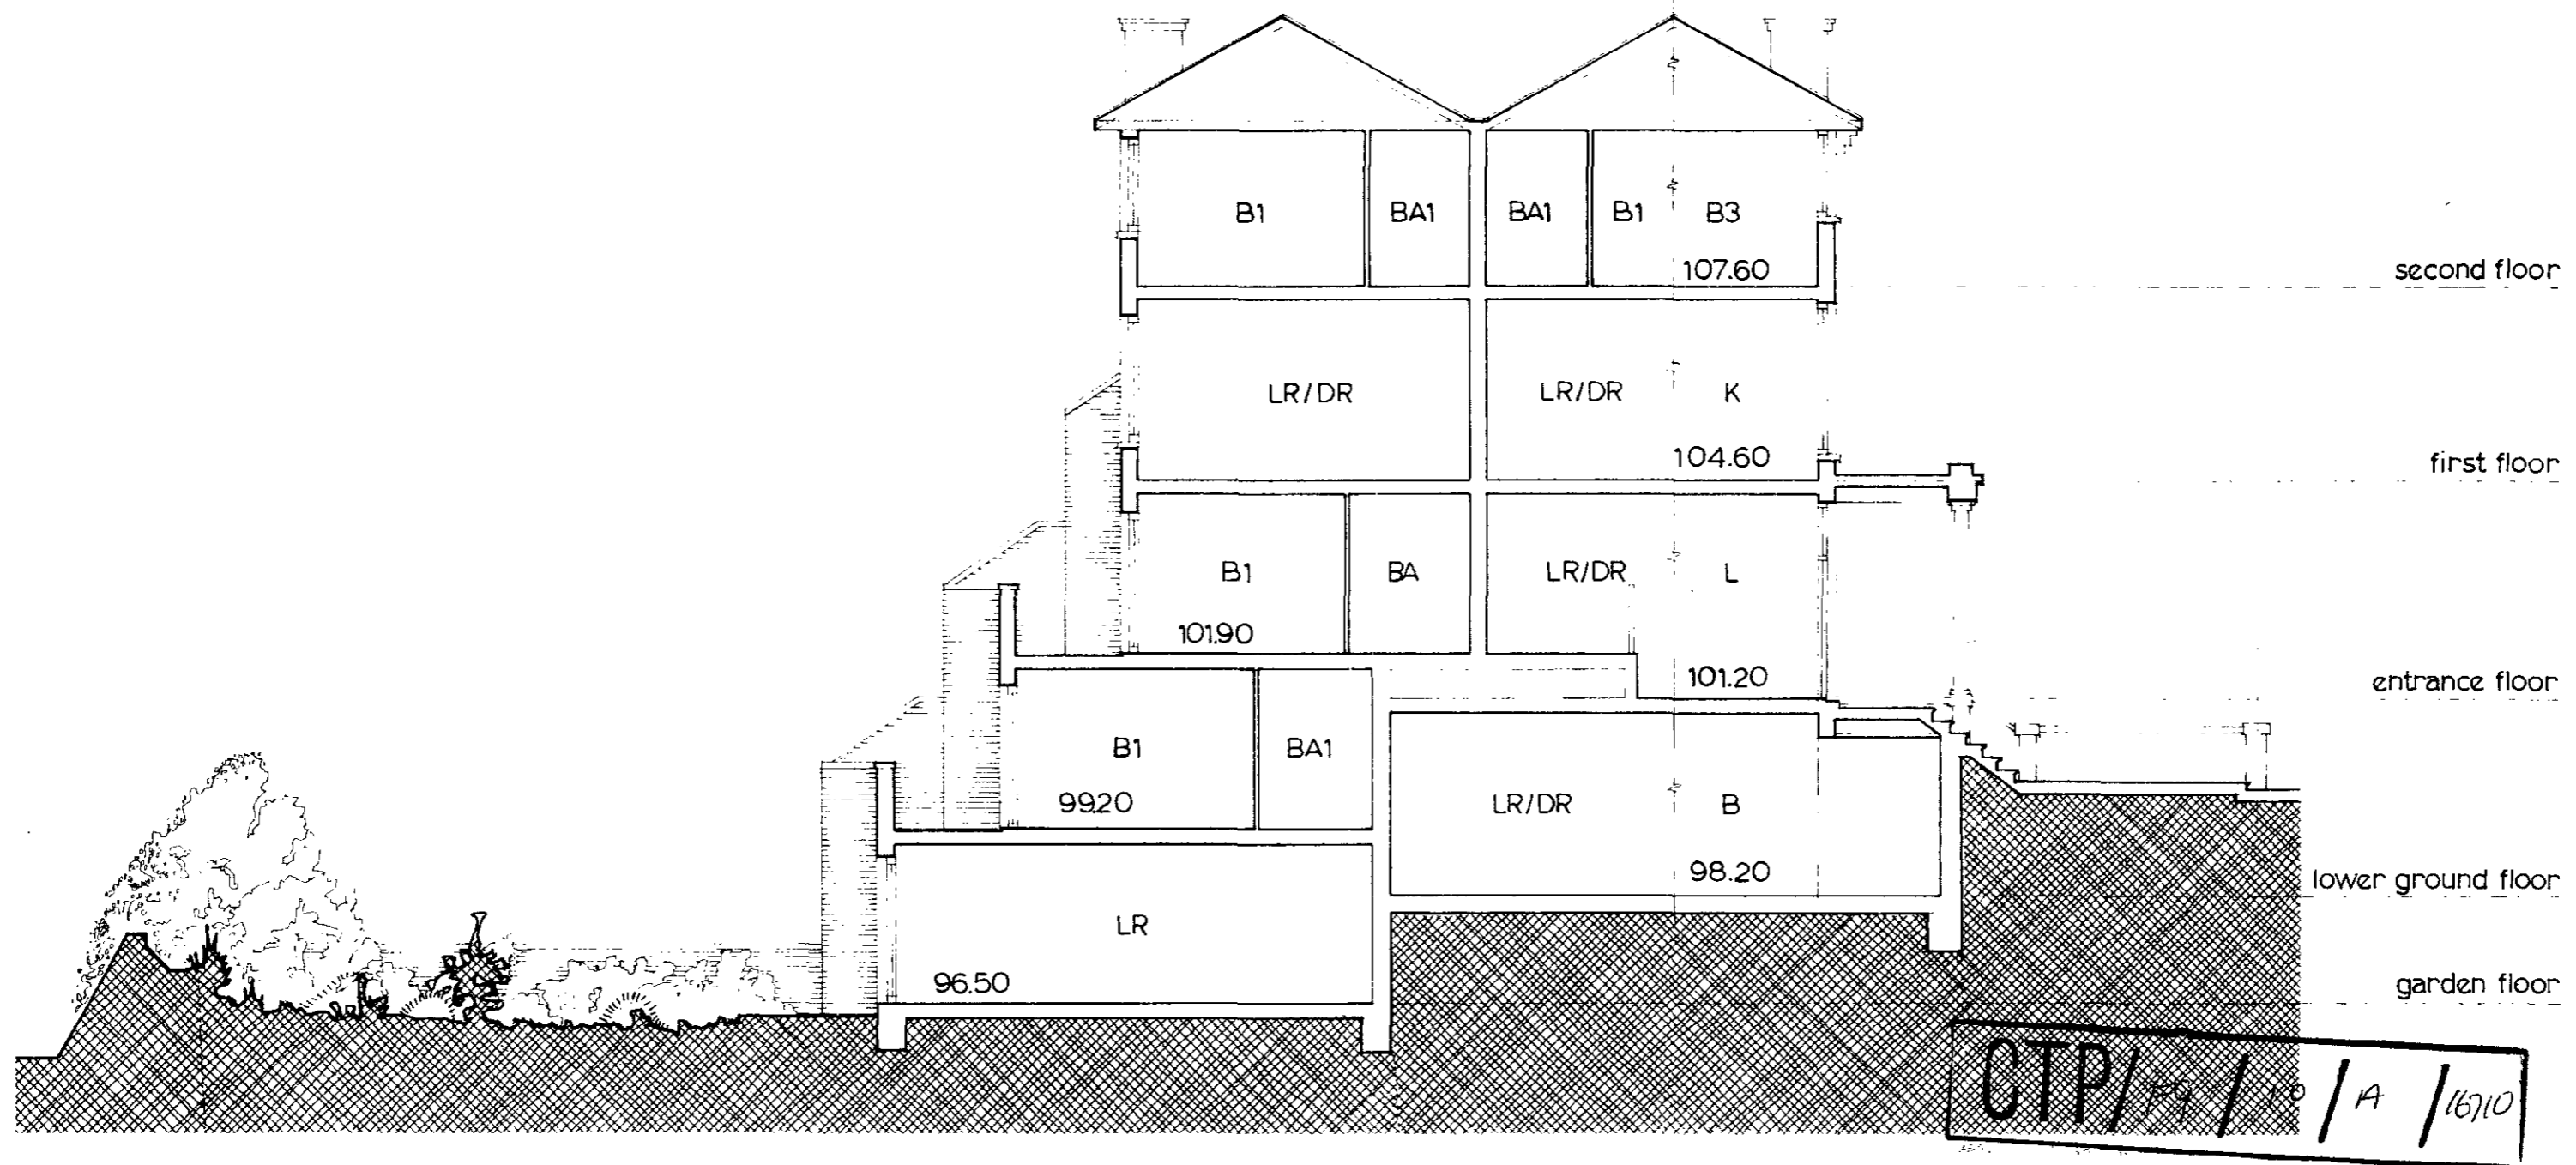 B1 BA1 BA1 B1 B3
107.60
second floor
LR/DR LR/DR K
104.60
first floor
B1 BA LR/DR L
101.90
101.20
entrance floor
B1 BA1
99.20
LR/DR B
98.20
lower ground floor
LR
96.50
garden floor
CTP/ / / A /16710